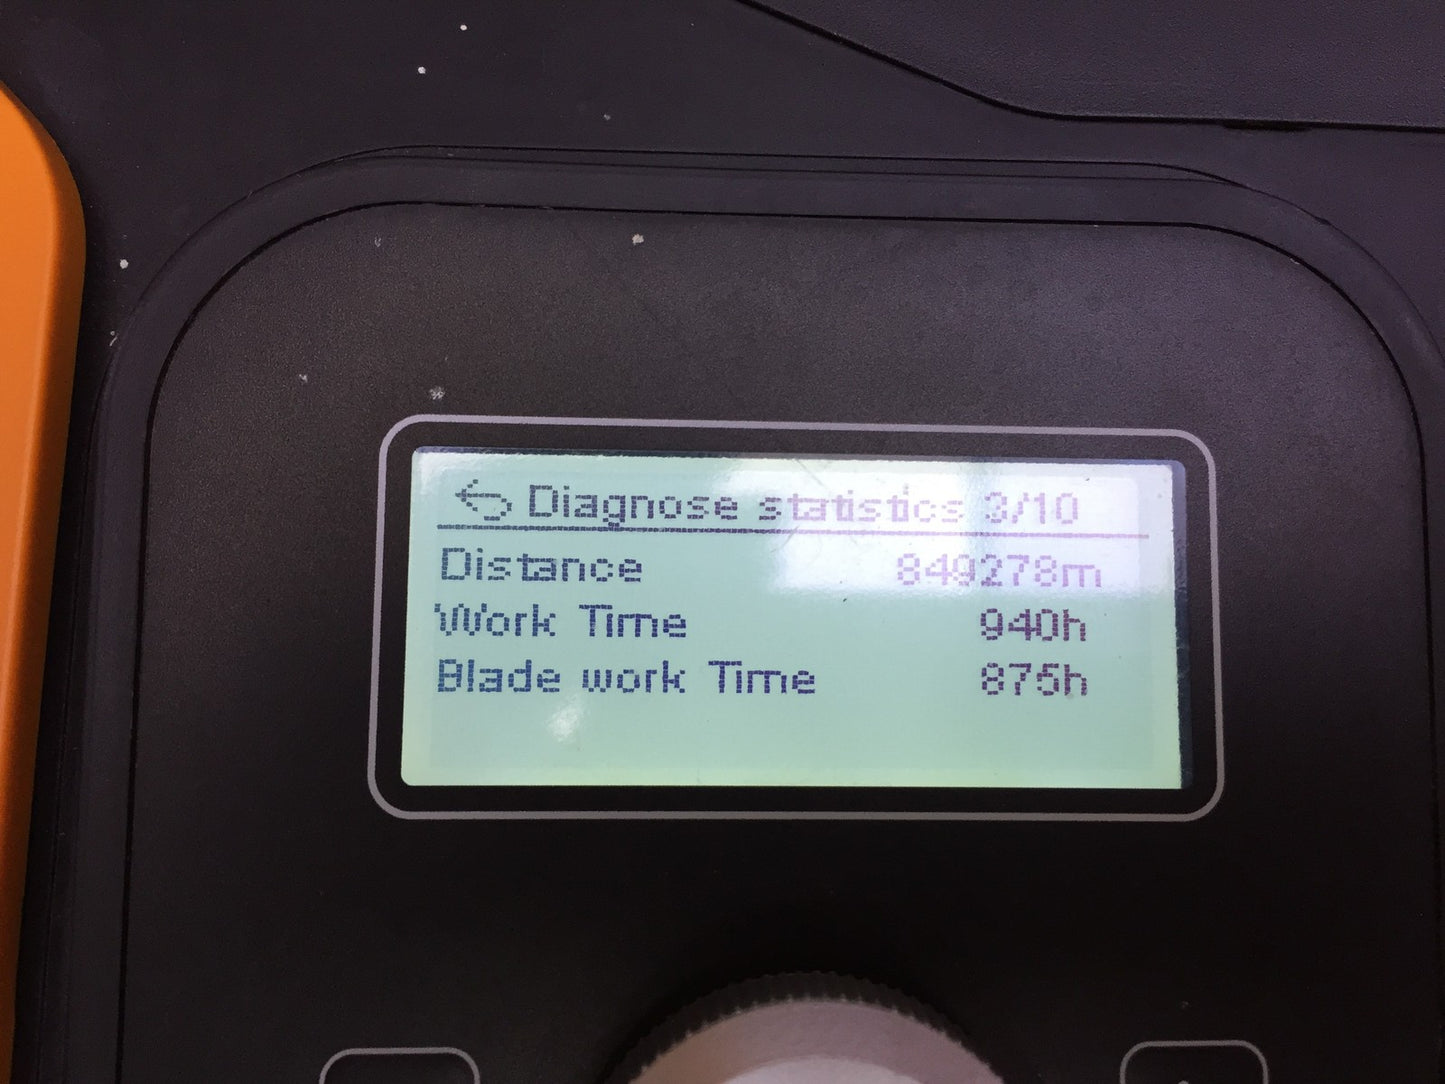 Diagnose statistics 3/10
Distance 849278m
Work Time 940h
Blade work Time 875h